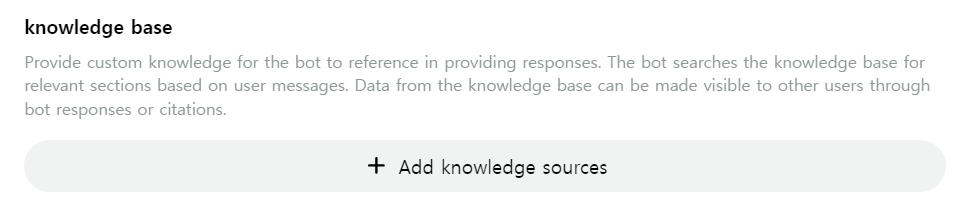 knowledge base
Provide custom knowledge for the bot to reference in providing responses. The bot searches the knowledge base for
relevant sections based on user messages. Data from the knowledge base can be made visible to other users through
bot responses or citations.
+ Add knowledge sources